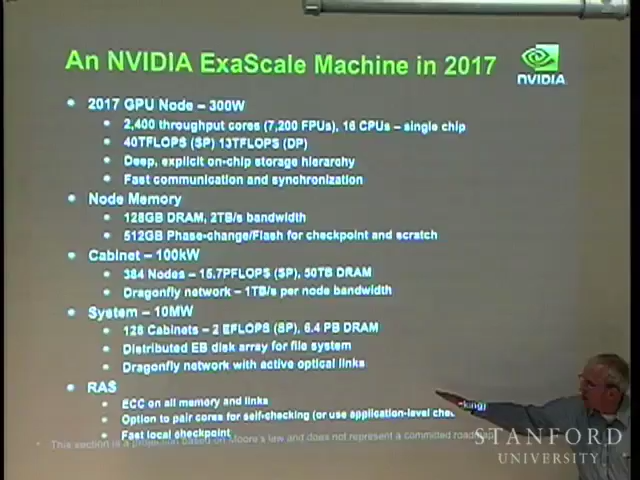 An NVIDIA ExaScale Machine in 2017
NVIDIA
2017 GPU Node – 300W
2,400 throughput cores (7,200 FPUs), 16 CPUs – single chip
40TFLOPS (SP) 13TFLOPS (DP)
Deep, explicit on-chip storage hierarchy
Fast communication and synchronization
Node Memory
128GB DRAM, 2TB/s bandwidth
512GB Phase-change/Flash for checkpoint and scratch
Cabinet – 100kW
384 Nodes – 15.7PFLOPS (SP), 50TB DRAM
Dragonfly network – 1TB/s per node bandwidth
System – 10MW
128 Cabinets – 2 EFLOPS (SP), 6.4 PB DRAM
Distributed EB disk array for file system
Dragonfly network with active optical links
RAS
ECC on all memory and links
Option to pair cores for self-checking (or use application-level
Fast local checkpoint
This section is a projection based on Moore's law and does not represent a committed roadmap
STANFORD
UNIVERSITY